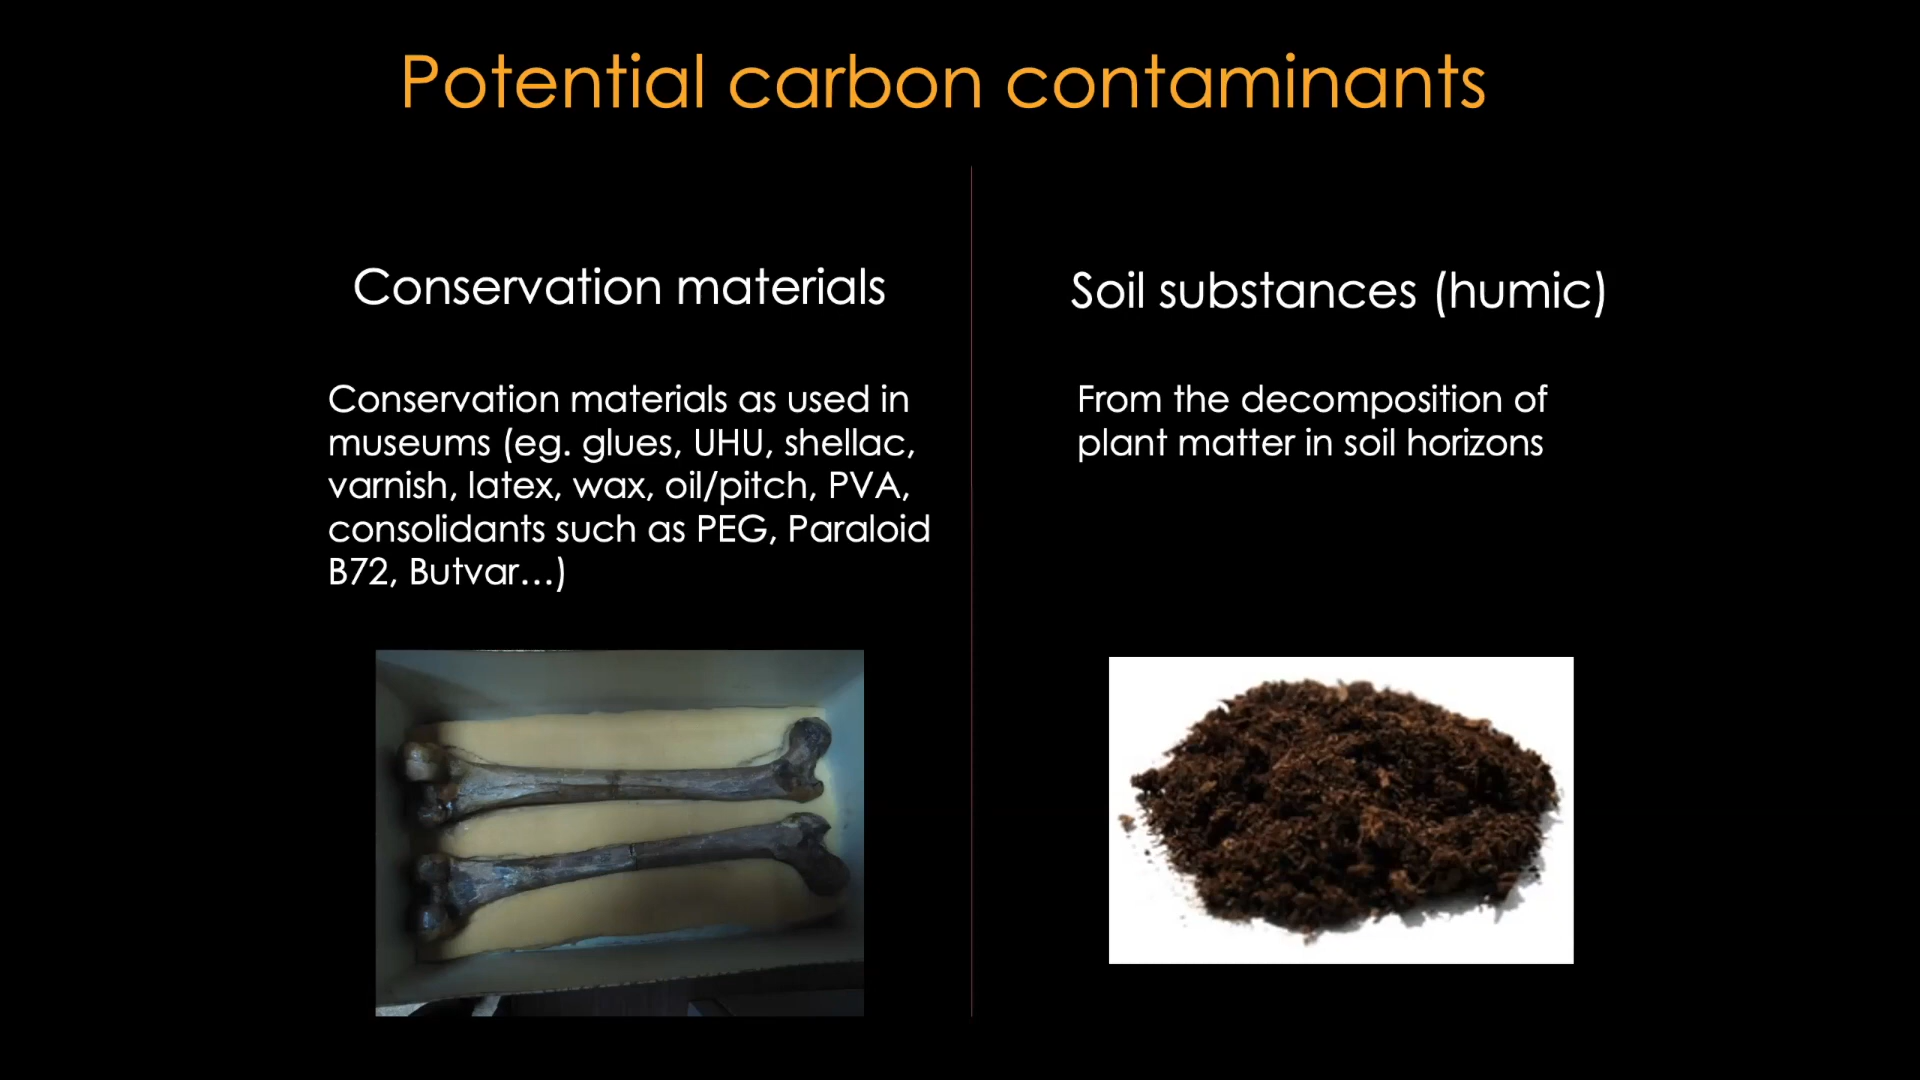 Potential carbon contaminants
Conservation materials
Conservation materials as used in
museums (eg. glues, UHU, shellac,
varnish, latex, wax, oil/pitch, PVA,
consolidants such as PEG, Paraloid
B72, Butvar...)
Soil substances (humic)
From the decomposition of
plant matter in soil horizons